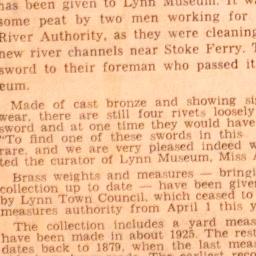 has been given to Lynn Museum. It w
some peat by two men working for
River Authority, as they were cleaning
new river channels near Stoke Ferry. T
sword to their foreman who passed it
eum.
Made of cast bronze and showing si
wear, there are still four rivets loosely
sword and at one time they would have
"To find one of these swords in this
rare, and we are very pleased indeed w
ted the curator of Lynn Museum, Miss A
Brass weights and measures — bringi
collection up to date — have been given
by Lynn Town Council, which ceased to
measures authority from April 1 this y
The collection includes a yard meas
have been made in about 1925. The rest
dates back to 1879, when the last meas